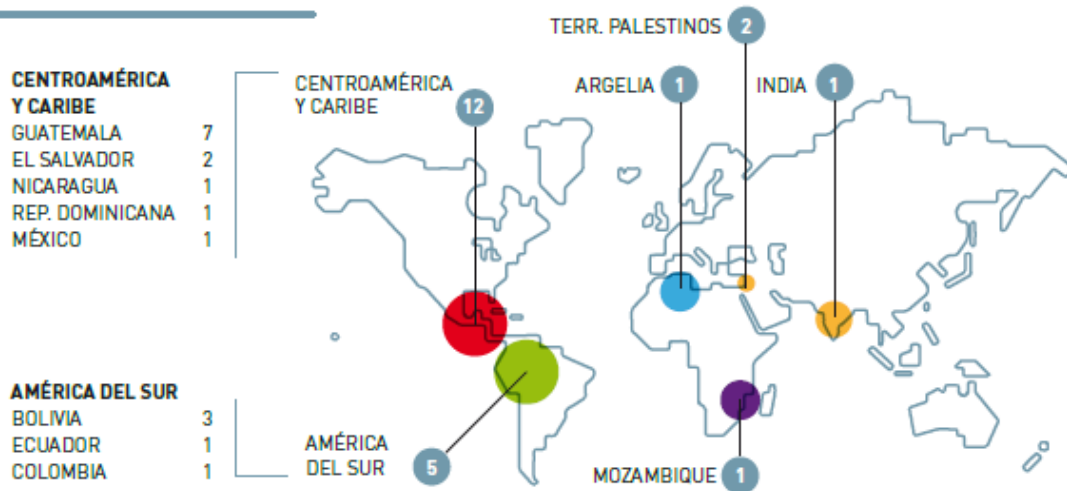 CENTROAMÉRICA
Y CARIBE
GUATEMALA 7
EL SALVADOR 2
NICARAGUA 1
REP. DOMINICANA 1
MÉXICO 1
AMÉRICA DEL SUR
BOLIVIA 3
ECUADOR 1
COLOMBIA 1
CENTROAMÉRICA
Y CARIBE
12
TERR. PALESTINOS 2
ARGELIA 1
INDIA 1
AMÉRICA
DEL SUR
5
MOZAMBIQUE 1